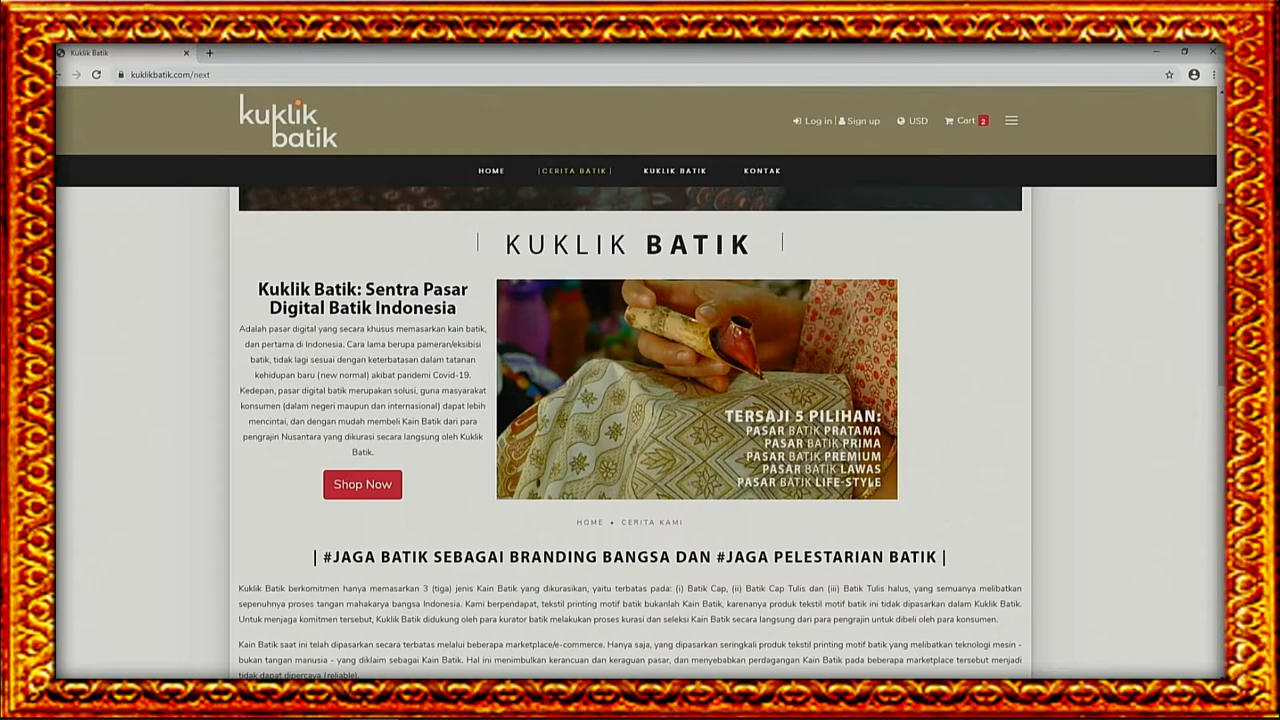 Kuklik Batik
kuklikbatik.com/next
kuklik
batik
Log in | Sign up
USD
Cart 2
HOME
| CERITA BATIK |
KUKLIK BATIK
KONTAK
| KUKLIK BATIK |
Kuklik Batik: Sentra Pasar
Digital Batik Indonesia
Adalah pasar digital yang secara khusus memasarkan kain batik,
dan pertama di Indonesia. Cara lama berupa pameran/eksibisi
batik, tidak lagi sesuai dengan keterbatasan dalam tatanan
kehidupan baru (new normal) akibat pandemi Covid-19.
Kedepan, pasar digital batik merupakan solusi, guna masyarakat
konsumen (dalam negeri maupun dan internasional) dapat lebih
mencintai, dan dengan mudah membeli Kain Batik dari para
pengrajin Nusantara yang dikurasi secara langsung oleh Kuklik
Batik.
Shop Now
TERSAJI 5 PILIHAN:
PASAR BATIK PRATAMA
PASAR BATIK PRIMA
PASAR BATIK PREMIUM
PASAR BATIK LAWAS
PASAR BATIK LIFE-STYLE
HOME • CERITA KAMI
| #JAGA BATIK SEBAGAI BRANDING BANGSA DAN #JAGA PELESTARIAN BATIK |
Kuklik Batik berkomitmen hanya memasarkan 3 (tiga) jenis Kain Batik yang dikurasikan, yaitu terbatas pada: (i) Batik Cap, (ii) Batik Cap Tulis dan (iii) Batik Tulis halus, yang semuanya melibatkan
sepenuhnya proses tangan mahakarya bangsa Indonesia. Kami berpendapat, tekstil printing motif batik bukanlah Kain Batik, karenanya produk tekstil motif batik ini tidak dipasarkan dalam Kuklik Batik.
Untuk menjaga komitmen tersebut, Kuklik Batik didukung oleh para kurator batik melakukan proses kurasi dan seleksi Kain Batik secara langsung dari para pengrajin untuk dibeli oleh para konsumen.
Kain Batik saat ini telah dipasarkan secara terbatas melalui beberapa marketplace/e-commerce. Hanya saja, yang dipasarkan seringkali produk tekstil printing motif batik yang melibatkan teknologi mesin -
bukan tangan manusia - yang diklaim sebagai Kain Batik. Hal ini menimbulkan kerancuan dan keraguan pasar, dan menyebabkan perdagangan Kain Batik pada beberapa marketplace tersebut menjadi
tidak dapat dipercaya (reliable).